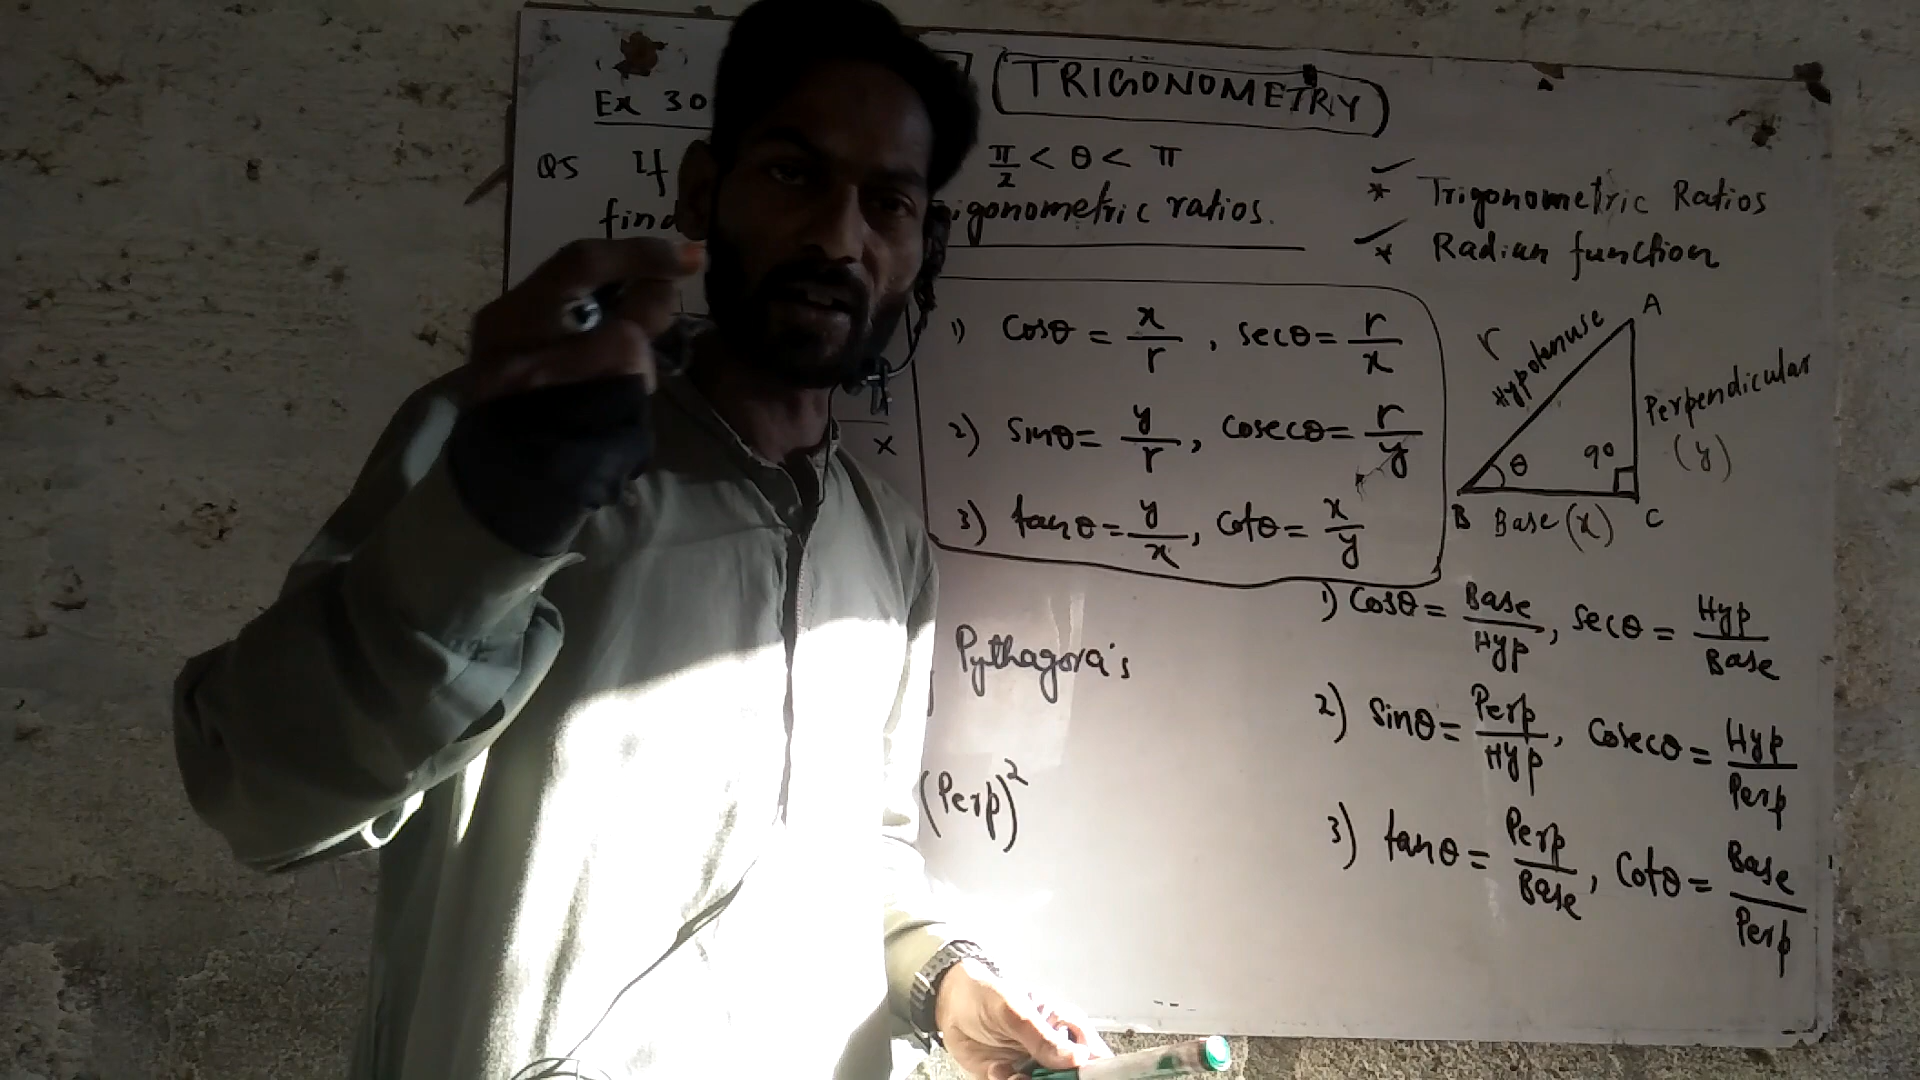 Ex 30
TRIGONOMETRY
Q5 If π/2 < θ < π
find igonometric ratios.
* Trigonometric Ratios
* Radian function
1) Cosθ = x/r , secθ = r/x
2) sinθ = y/r , cosecθ = r/y
3) tanθ = y/x , cotθ = x/y
x
A
r
Hypotenuse
Perpendicular
(y)
θ 90
B Base (x) C
Pythagora's
(Perp)²
1) Cosθ = Base/Hyp , secθ = Hyp/Base
2) Sinθ = Perp/Hyp , Cosecθ = Hyp/Perp
3) tanθ = Perp/Base , Cotθ = Base/Perp